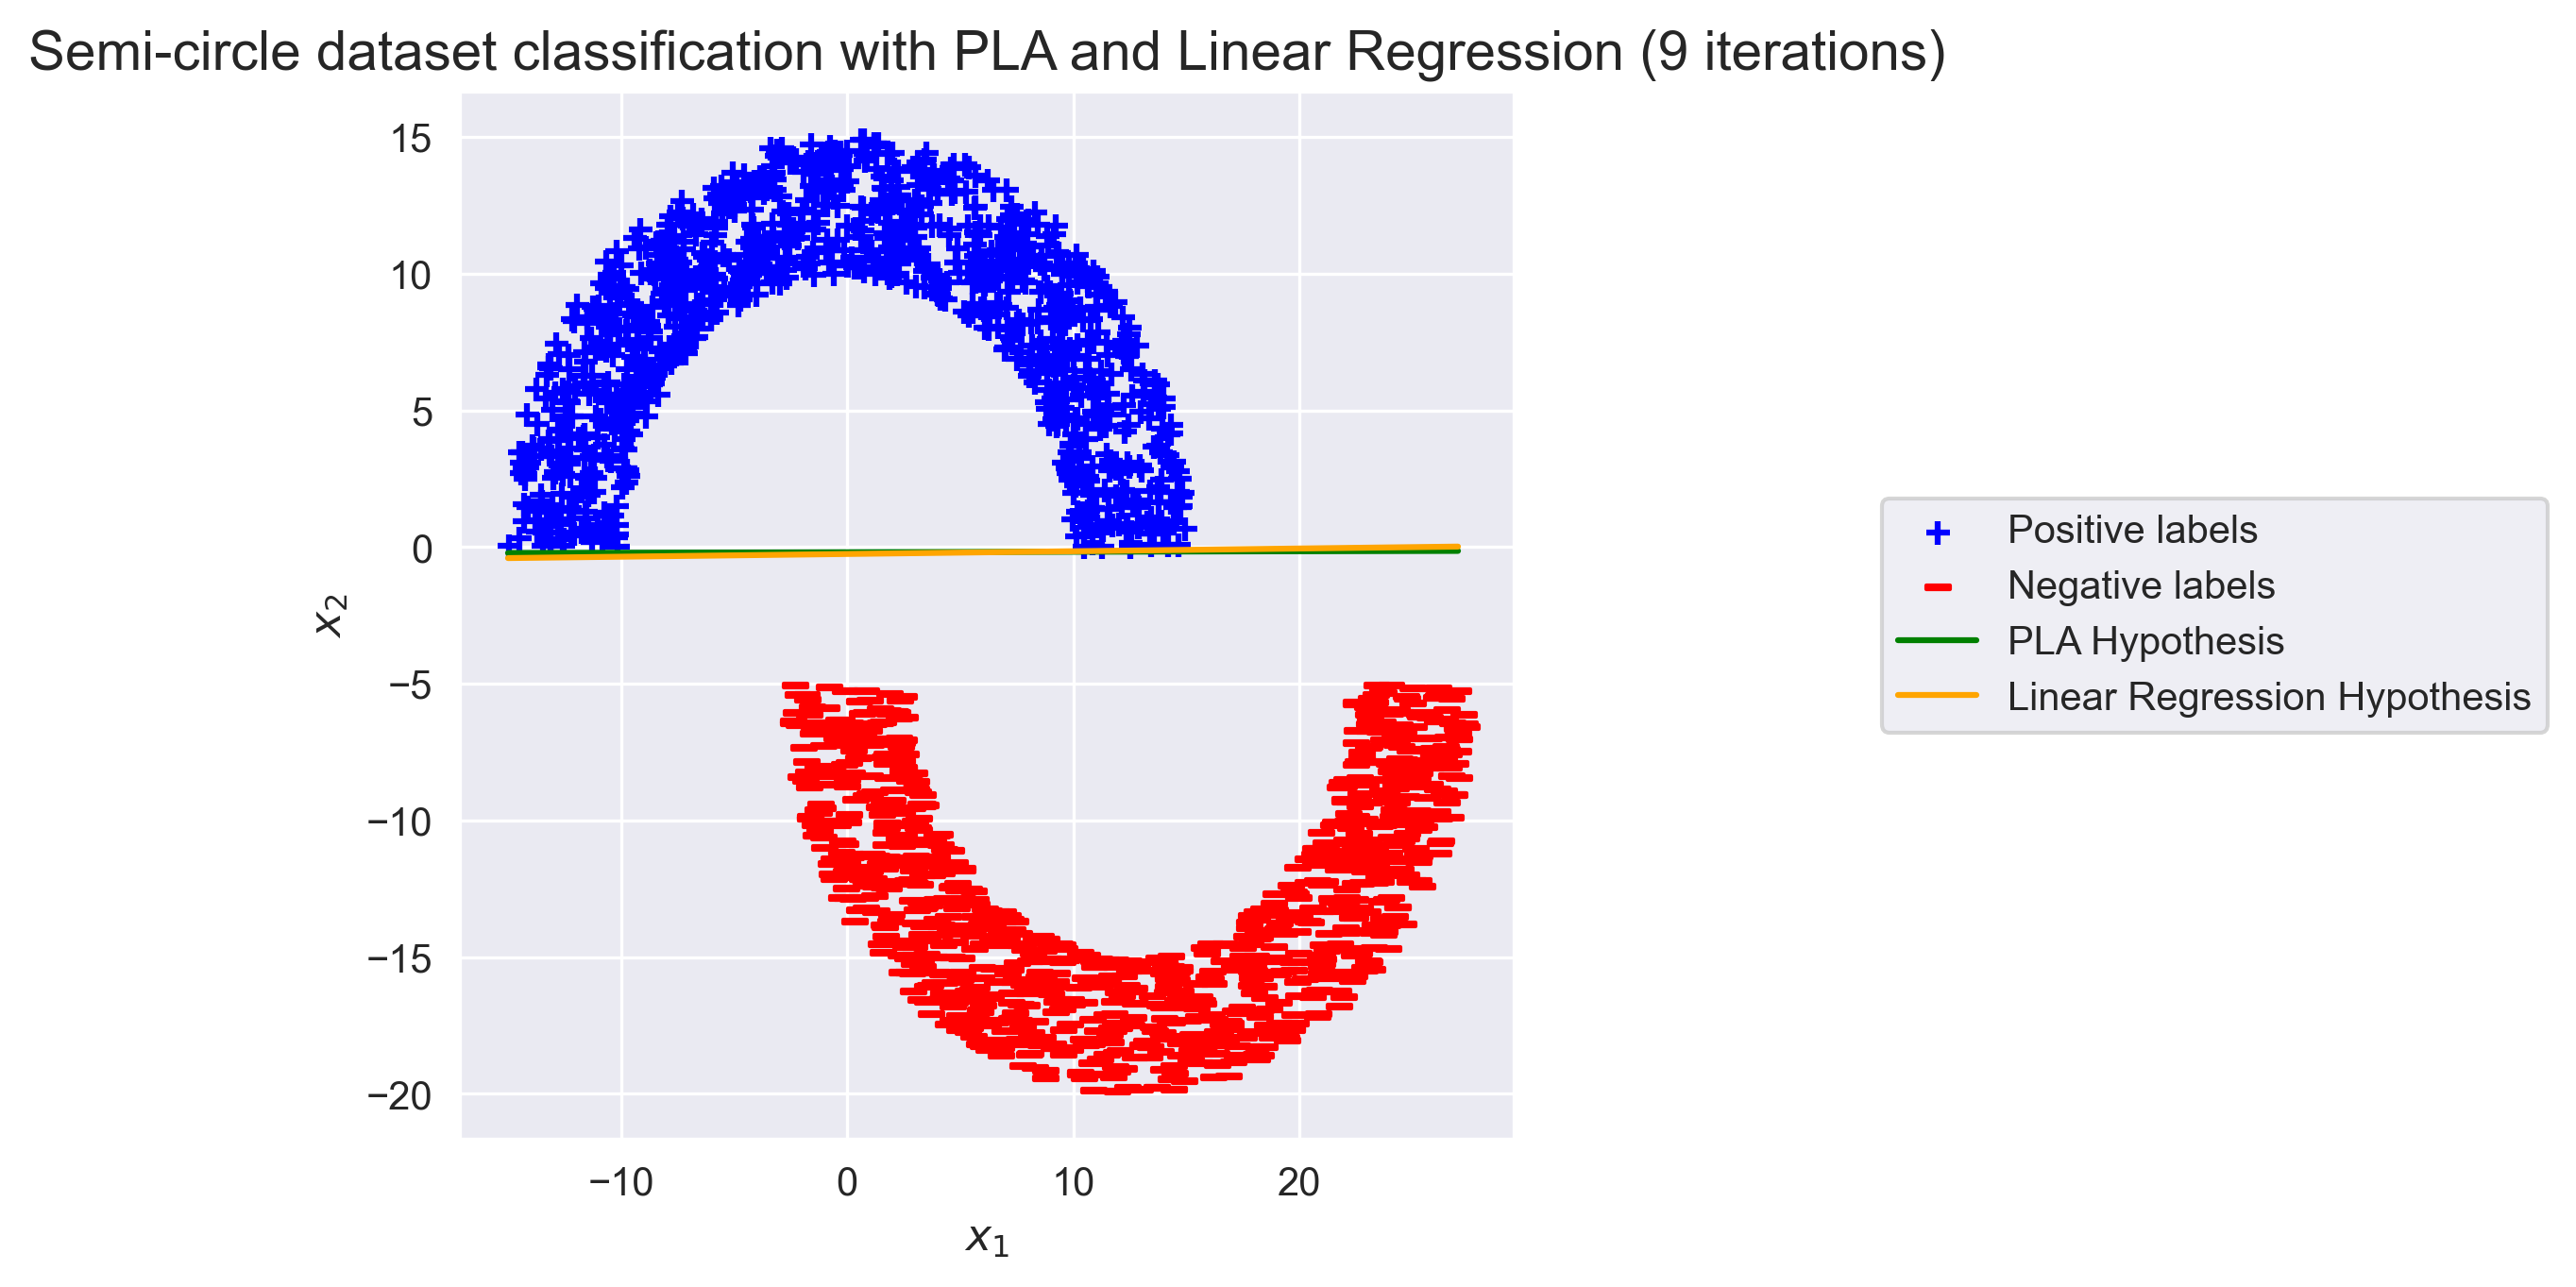 Semi-circle dataset classification with PLA and Linear Regression (9 iterations)
15
10
5
0
−5
−10
−15
−20
x₂
−10 0 10 20
x₁
Positive labels
Negative labels
PLA Hypothesis
Linear Regression Hypothesis